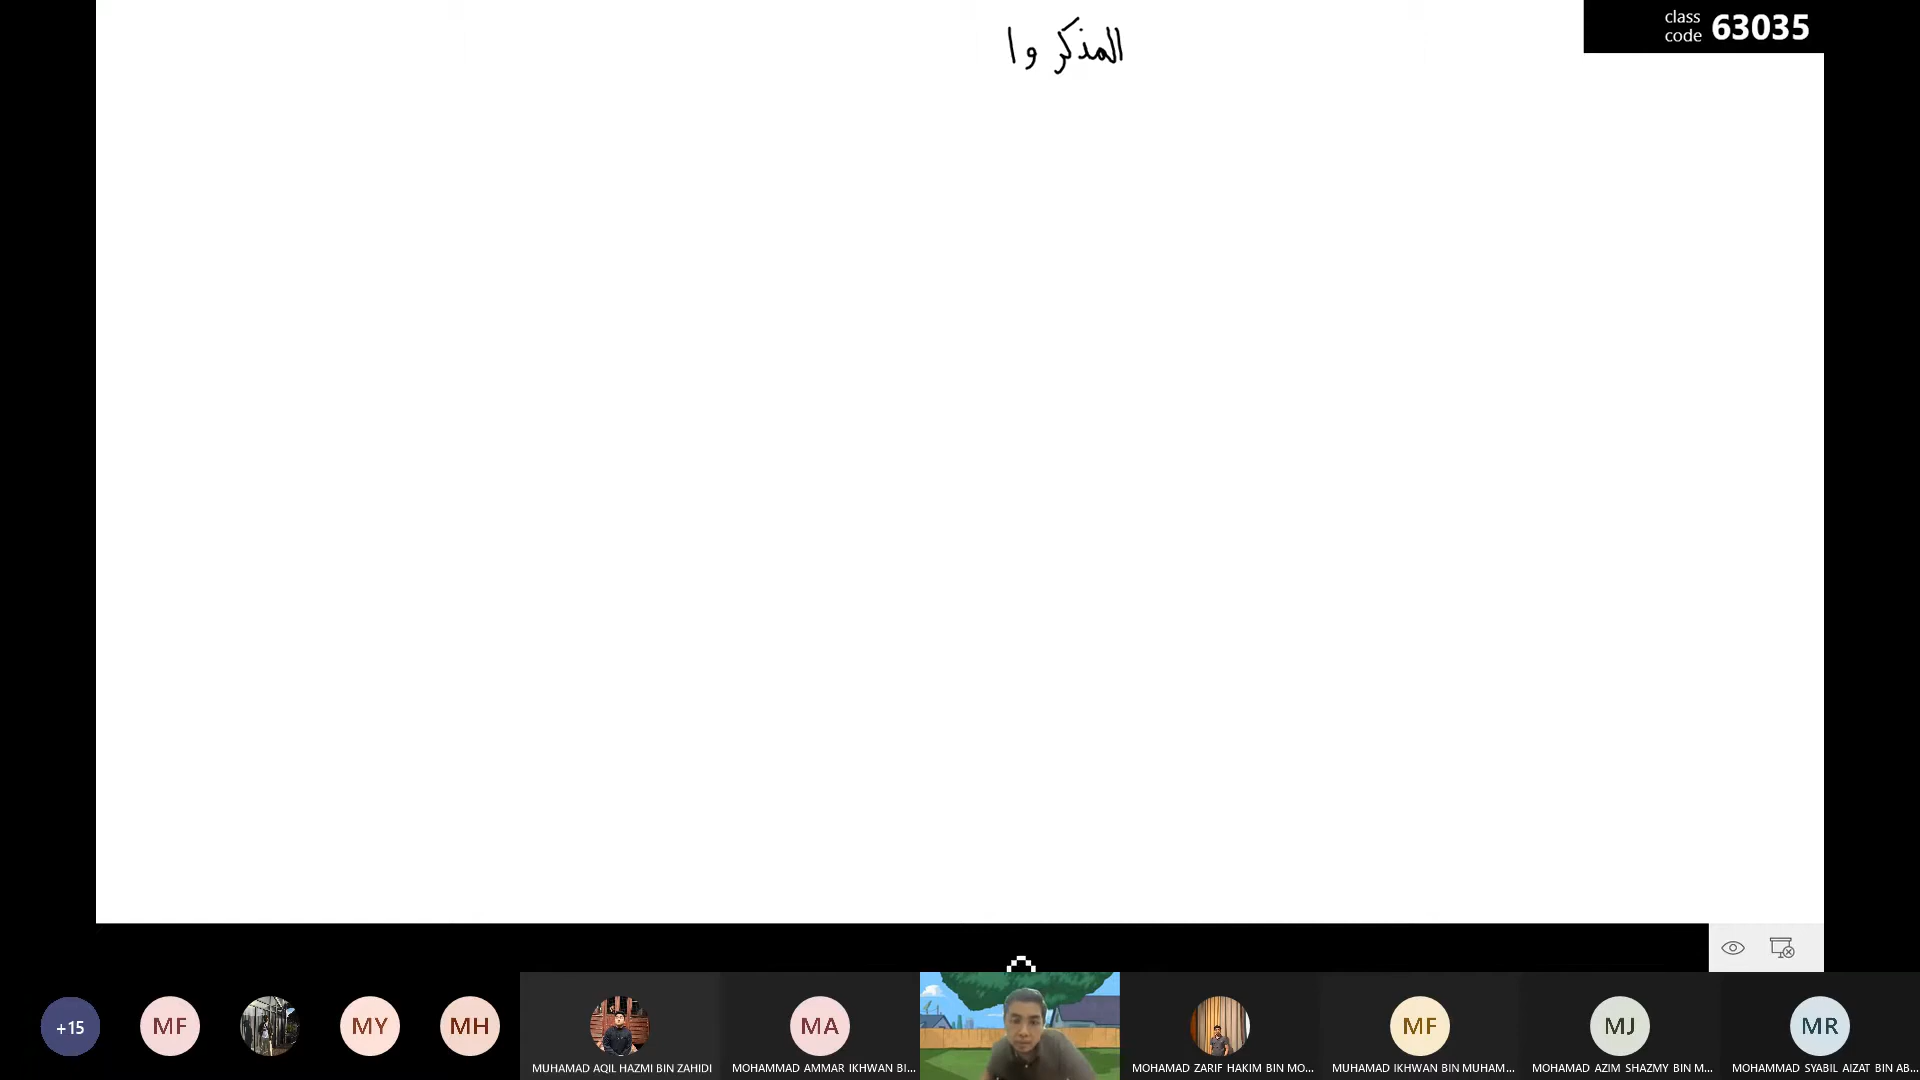 المذكر وا
class
code 63035
+15
MF
MY
MH
MUHAMAD AQIL HAZMI BIN ZAHIDI
MA
MOHAMMAD AMMAR IKHWAN BI...
MOHAMAD ZARIF HAKIM BIN MO...
MF
MUHAMAD IKHWAN BIN MUHAM...
MJ
MOHAMAD AZIM SHAZMY BIN M...
MR
MOHAMMAD SYABIL AIZAT BIN AB...